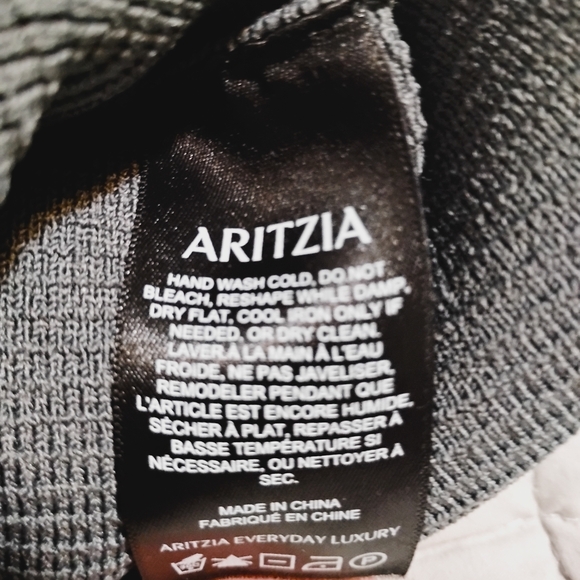 ARITZIA
HAND WASH COLD, DO NOT
BLEACH, RESHAPE WHILE DAMP,
DRY FLAT, COOL IRON ONLY IF
NEEDED, OR DRY CLEAN.
LAVER À LA MAIN À L'EAU
FROIDE, NE PAS JAVELISER,
REMODELER PENDANT QUE
L'ARTICLE EST ENCORE HUMIDE,
SÉCHER À PLAT, REPASSER À
BASSE TEMPÉRATURE SI
NÉCESSAIRE, OU NETTOYER À
SEC.
MADE IN CHINA
FABRIQUÉ EN CHINE
ARITZIA EVERYDAY LUXURY